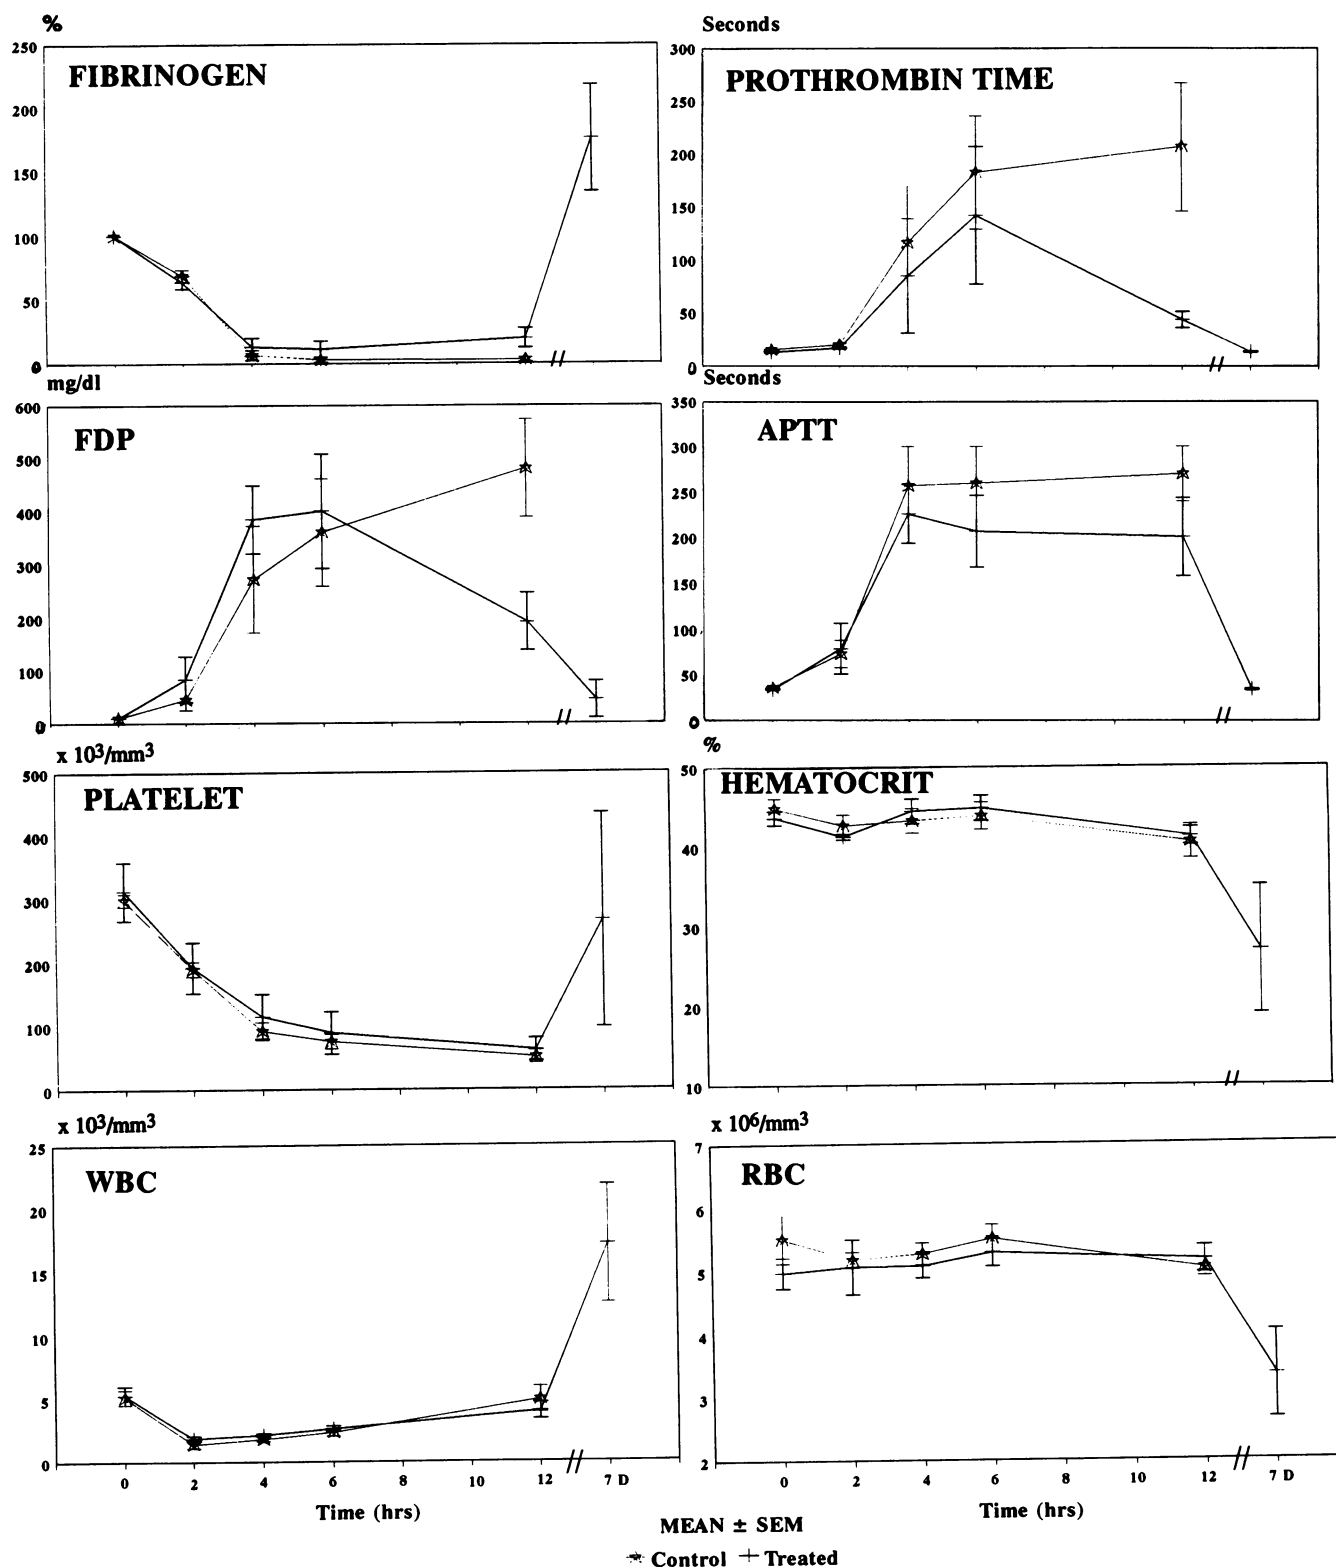 %
250
FIBRINOGEN
200
150
100
50
0
Seconds
300
PROTHROMBIN TIME
250
200
150
100
50
0
mg/dl
600
FDP
500
400
300
200
100
0
Seconds
350
APTT
300
250
200
150
100
50
0
x 10³/mm³
500
PLATELET
400
300
200
100
0
%
50
HEMATOCRIT
40
30
20
10
x 10³/mm³
25
WBC
20
15
10
5
0
0 2 4 6 8 10 12 7 D
Time (hrs)
x 10⁶/mm³
7
RBC
6
5
4
3
2
0 2 4 6 8 10 12 7 D
Time (hrs)
MEAN ± SEM
Control Treated